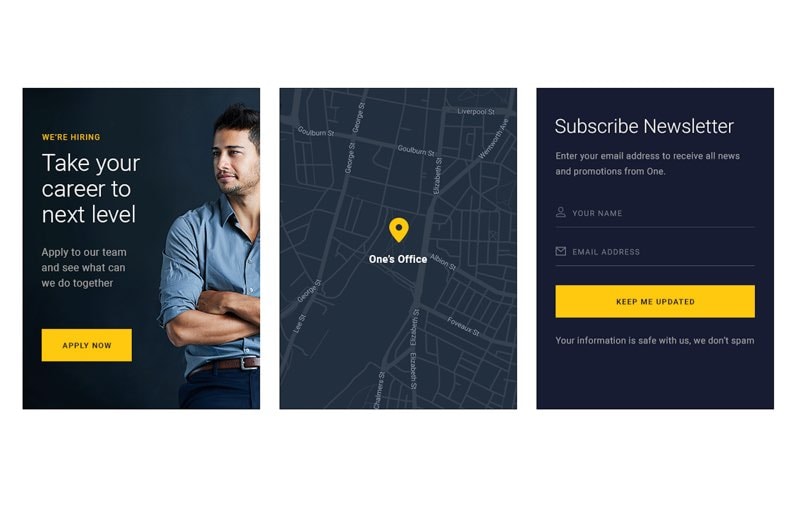 WE'RE HIRING
Take your
career to
next level
Apply to our team
and see what can
we do together
APPLY NOW
Liverpool St
George St
Goulburn St
Goulburn St
Wentworth Ave
George St
Elizabeth St
One's Office
Albion St
George St
Lee St
Elizabeth St
Foveaux St
Elizabeth St
Chalmers St
Subscribe Newsletter
Enter your email address to receive all news
and promotions from One.
YOUR NAME
EMAIL ADDRESS
KEEP ME UPDATED
Your information is safe with us, we don't spam